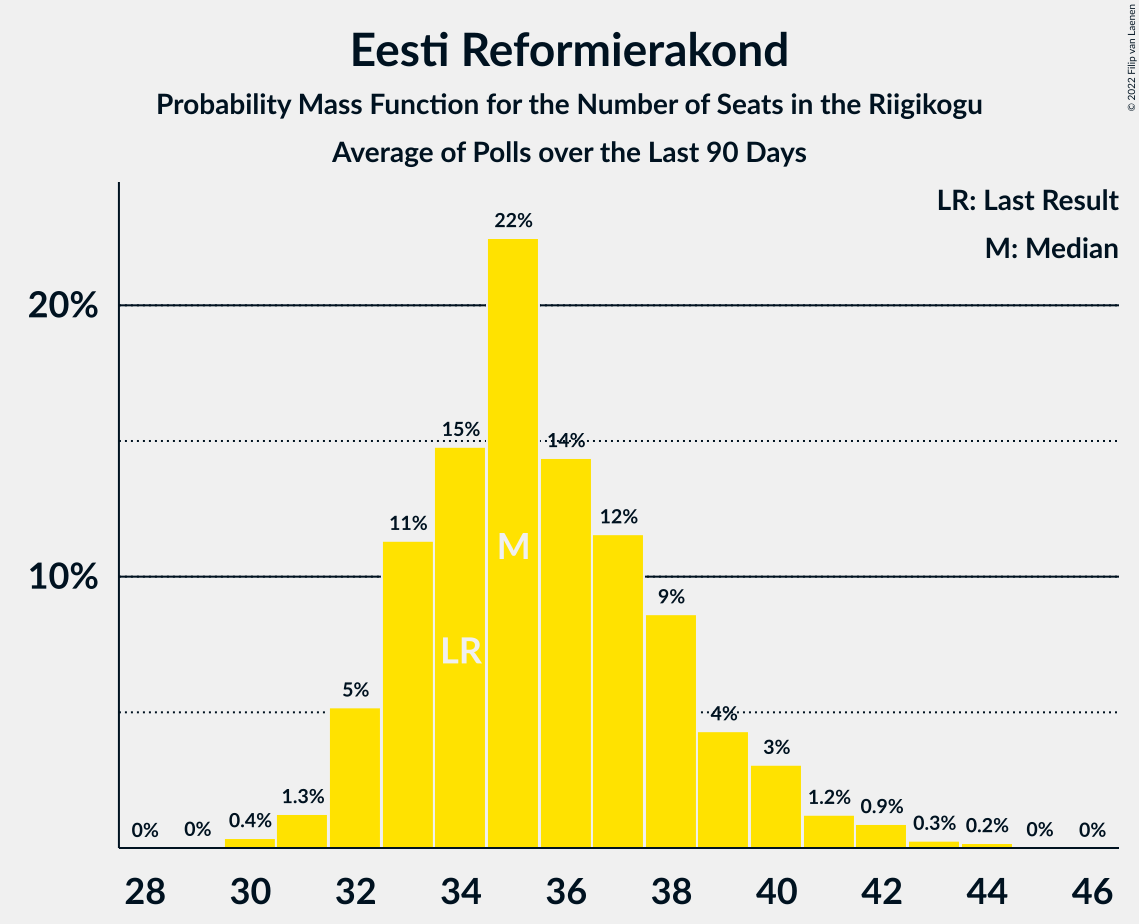 Eesti Reformierakond
Probability Mass Function for the Number of Seats in the Riigikogu
Average of Polls over the Last 90 Days
© 2022 Filip van Laenen
LR: Last Result
M: Median
20%
10%
0%
0%
0.4%
1.3%
5%
11%
15%
22%
14%
12%
9%
4%
3%
1.2%
0.9%
0.3%
0.2%
0%
0%
M
LR
28 30 32 34 36 38 40 42 44 46